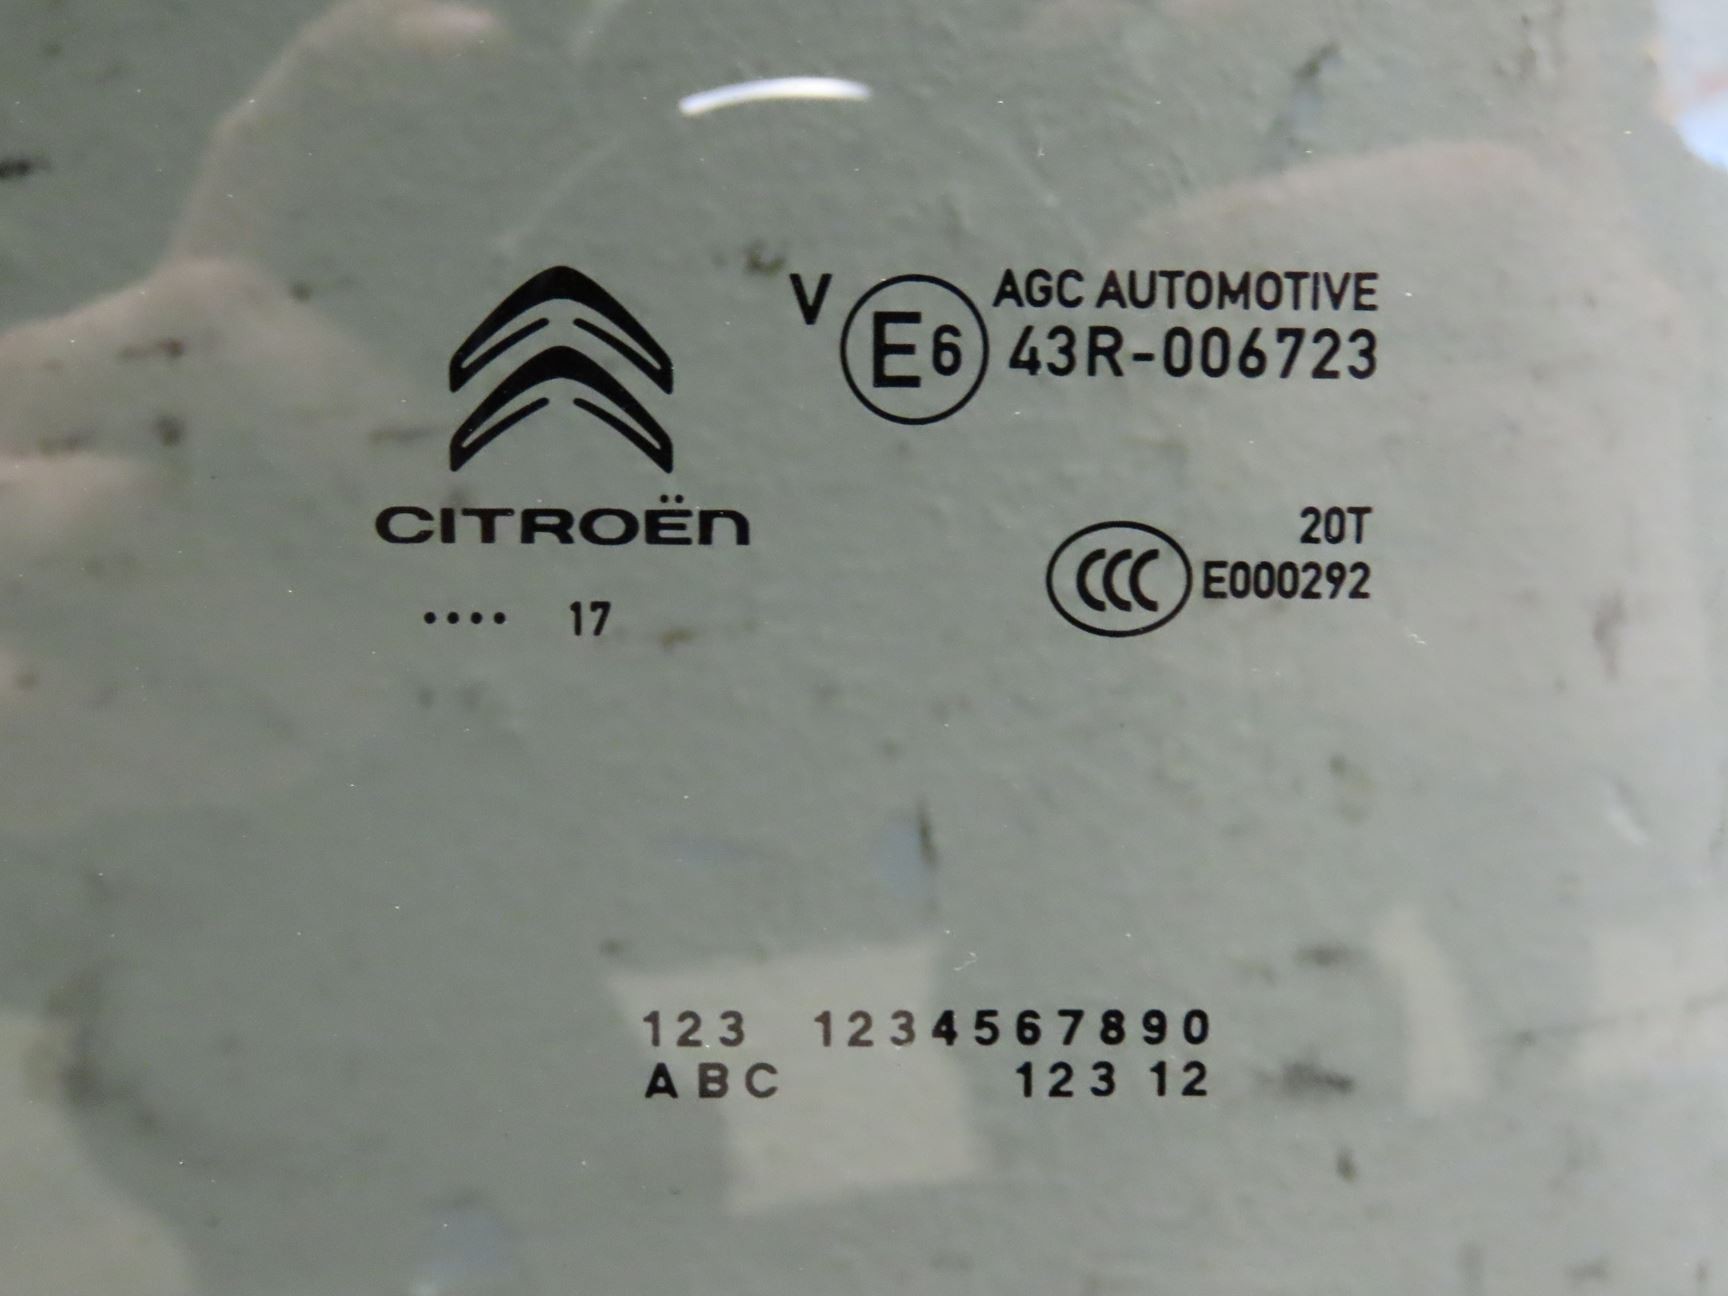 V E6 AGC AUTOMOTIVE
43R-006723
CITROËN
.... 17
20T
CCC E000292
123 1234567890
ABC 123 12